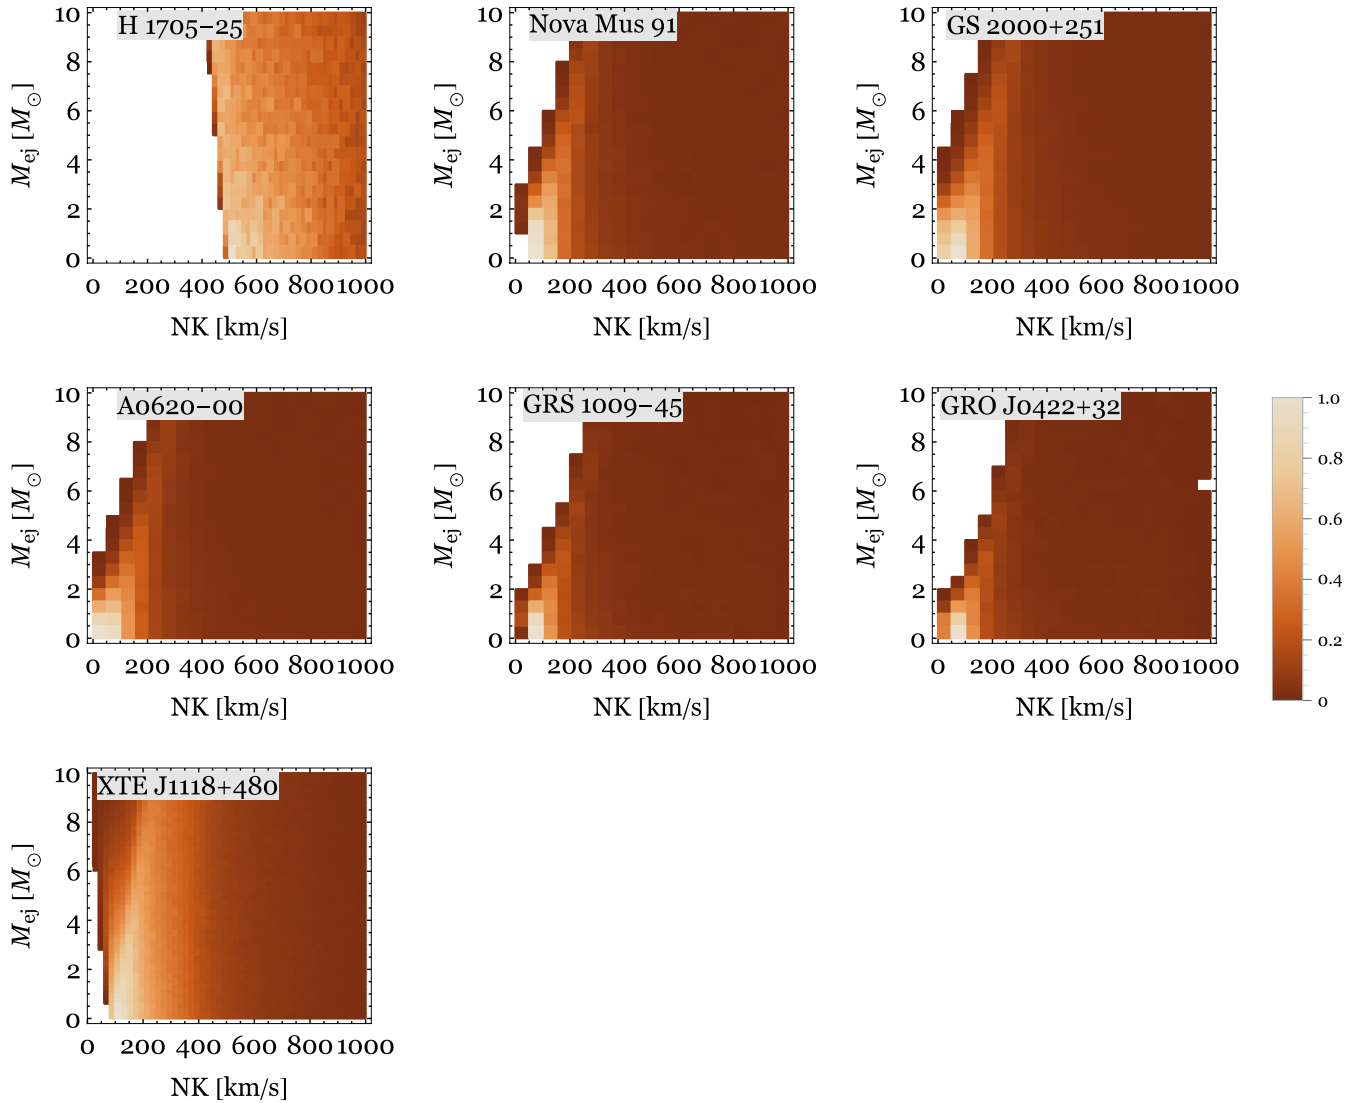 H 1705−25
M_ej [M_⊙]
10
8
6
4
2
0
0 200 400 600 800 1000
NK [km/s]
Nova Mus 91
M_ej [M_⊙]
10
8
6
4
2
0
0 200 400 600 800 1000
NK [km/s]
GS 2000+251
M_ej [M_⊙]
10
8
6
4
2
0
0 200 400 600 800 1000
NK [km/s]
A0620−00
M_ej [M_⊙]
10
8
6
4
2
0
0 200 400 600 800 1000
NK [km/s]
GRS 1009−45
M_ej [M_⊙]
10
8
6
4
2
0
0 200 400 600 800 1000
NK [km/s]
GRO J0422+32
M_ej [M_⊙]
10
8
6
4
2
0
0 200 400 600 800 1000
NK [km/s]
1.0
0.8
0.6
0.4
0.2
0
XTE J1118+480
M_ej [M_⊙]
10
8
6
4
2
0
0 200 400 600 800 1000
NK [km/s]